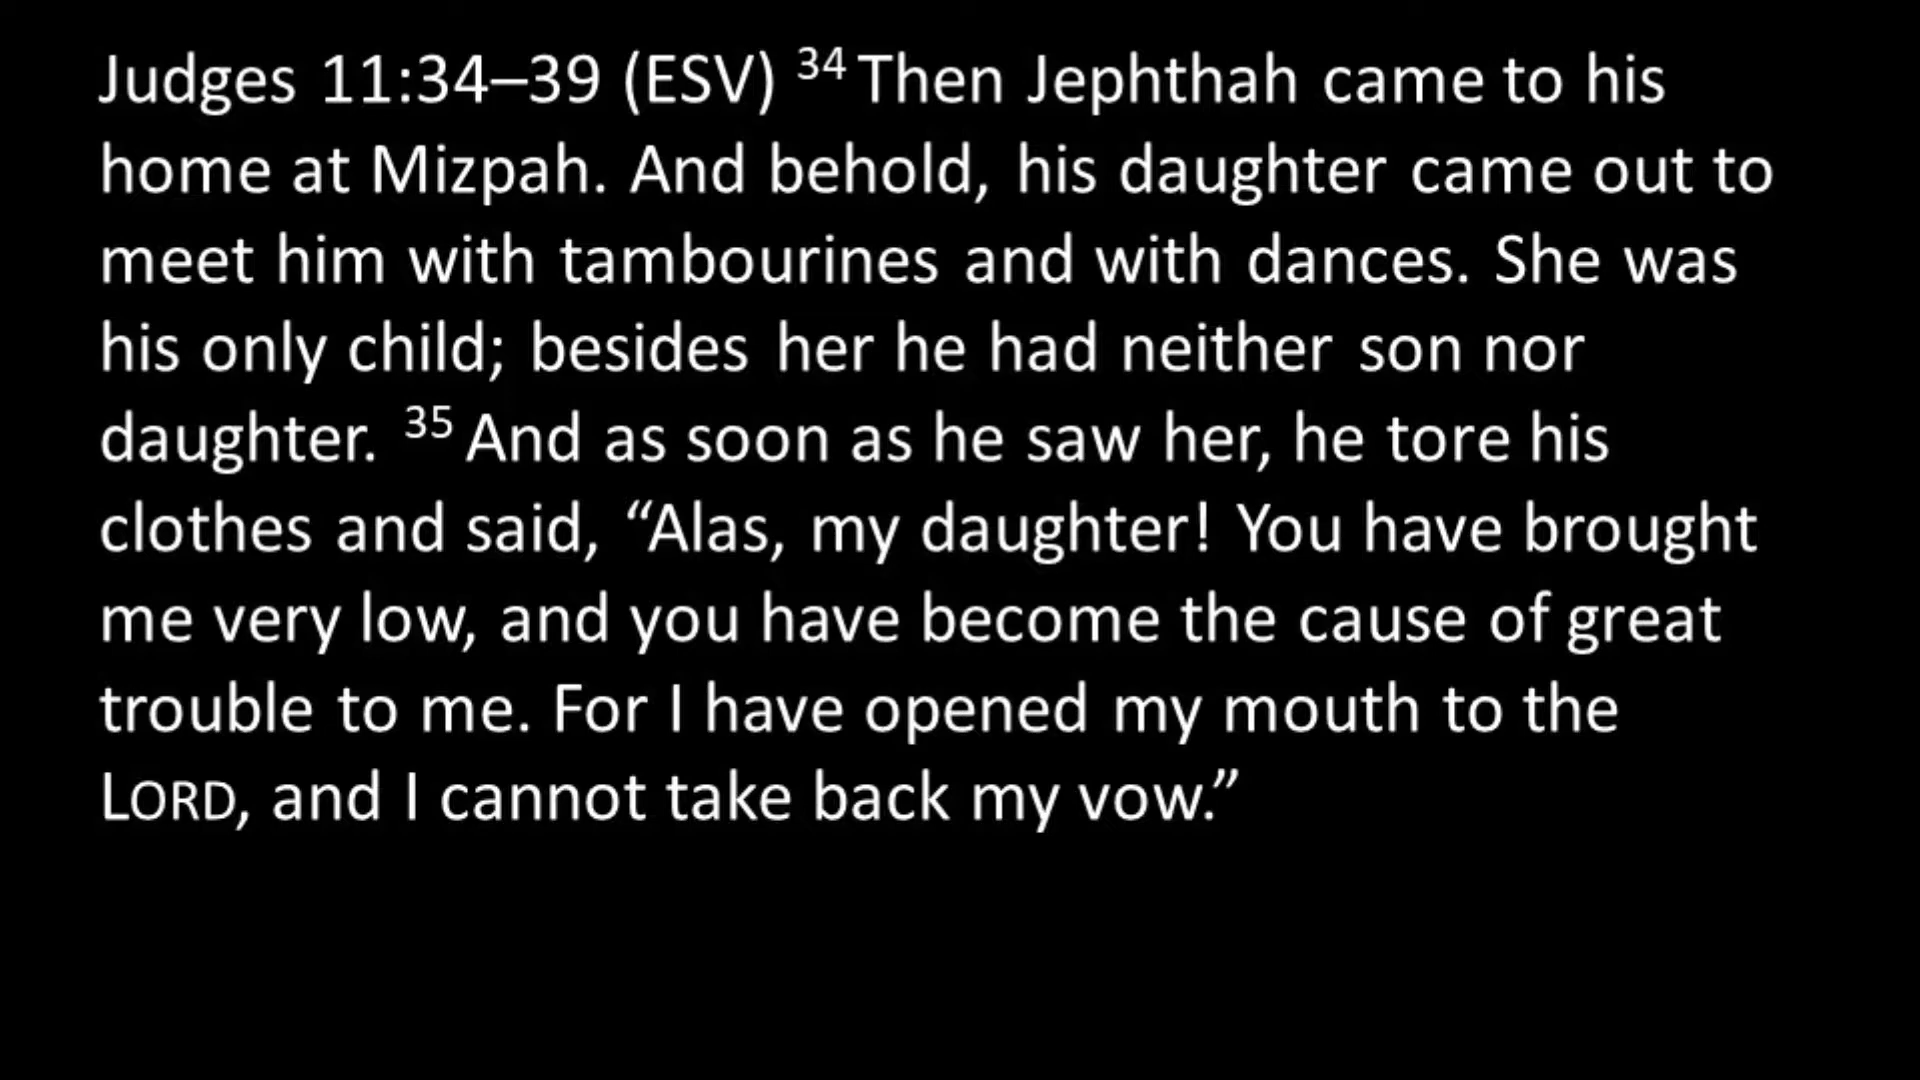 Judges 11:34–39 (ESV) 34 Then Jephthah came to his
home at Mizpah. And behold, his daughter came out to
meet him with tambourines and with dances. She was
his only child; besides her he had neither son nor
daughter. 35 And as soon as he saw her, he tore his
clothes and said, “Alas, my daughter! You have brought
me very low, and you have become the cause of great
trouble to me. For I have opened my mouth to the
LORD, and I cannot take back my vow.”